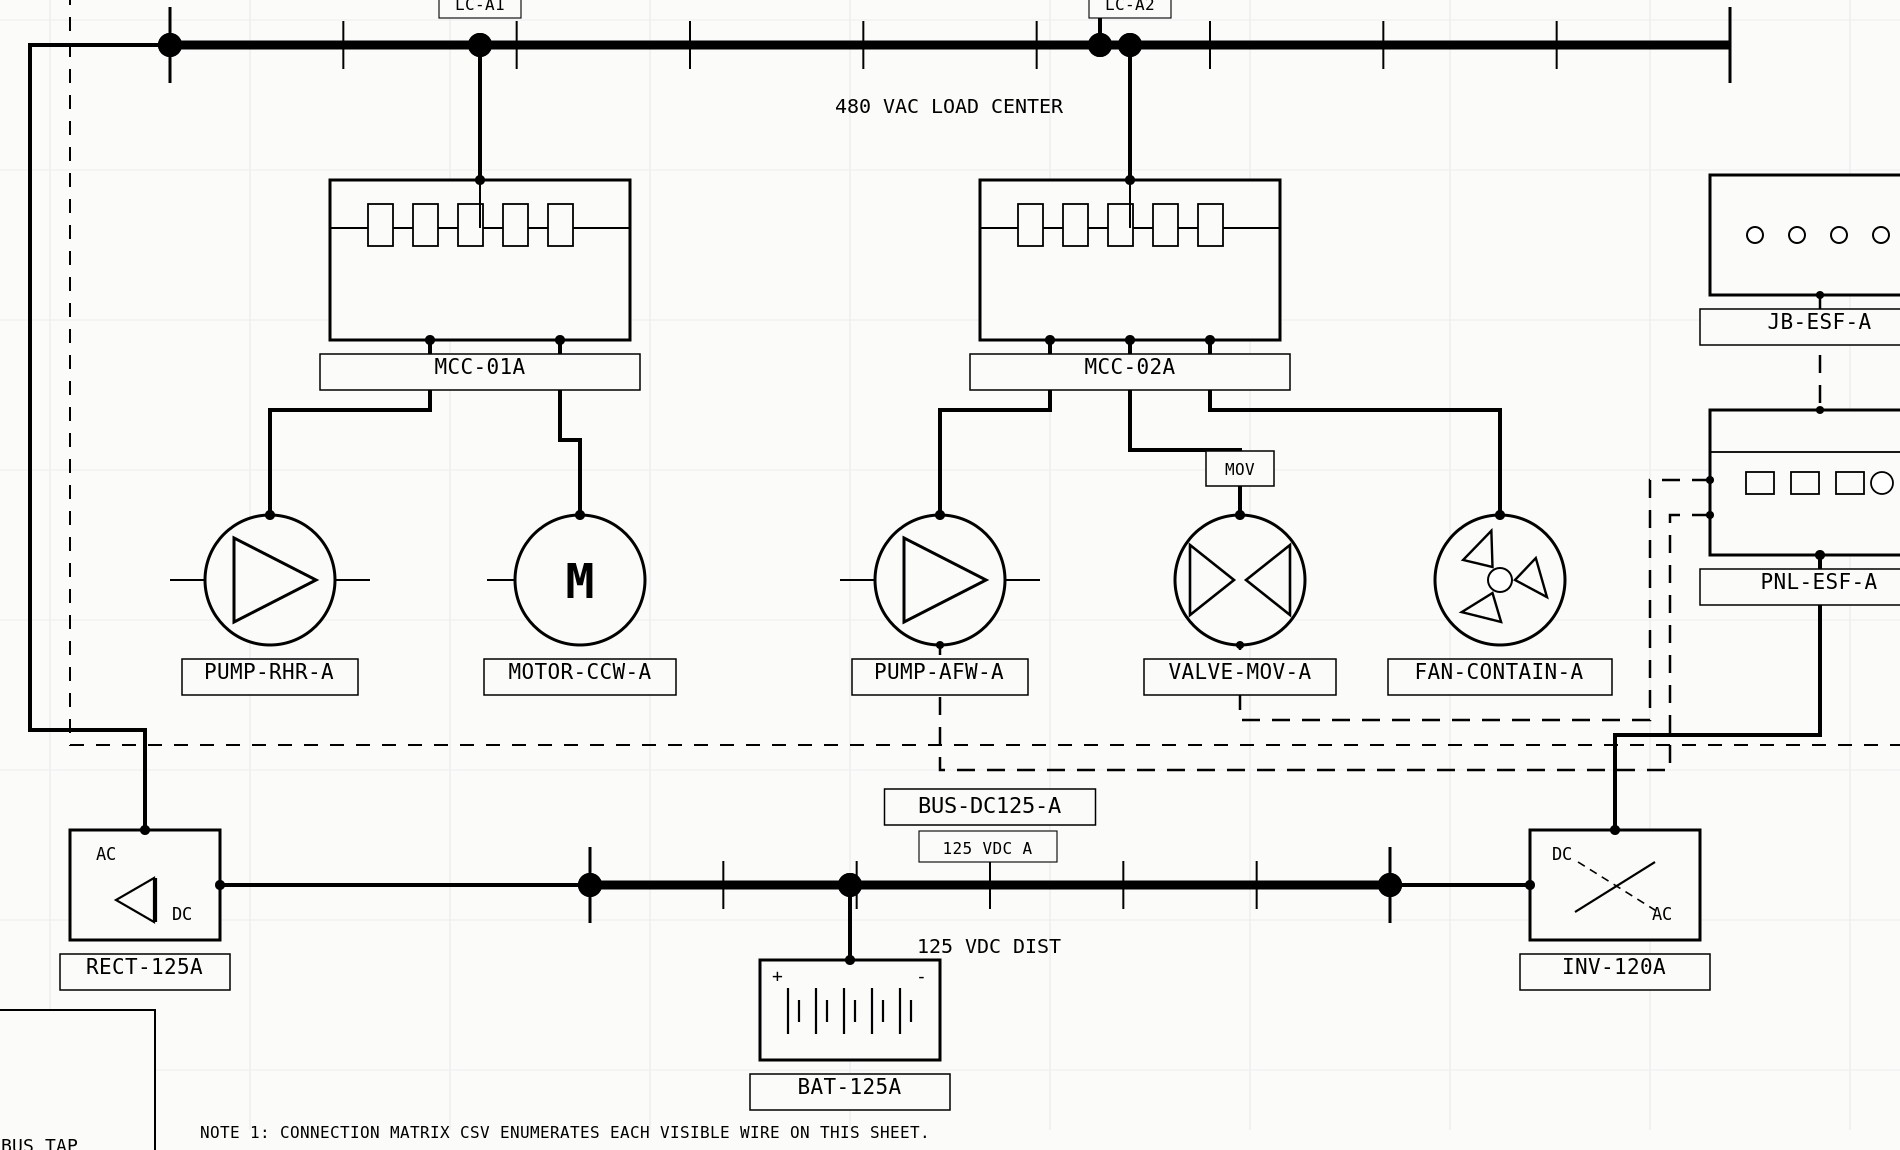 LC-A1
LC-A2
480 VAC LOAD CENTER
JB-ESF-A
MCC-01A
MCC-02A
MOV
M
PNL-ESF-A
PUMP-RHR-A
MOTOR-CCW-A
PUMP-AFW-A
VALVE-MOV-A
FAN-CONTAIN-A
BUS-DC125-A
125 VDC A
AC
DC
DC
AC
125 VDC DIST
RECT-125A
INV-120A
+ -
BAT-125A
NOTE 1: CONNECTION MATRIX CSV ENUMERATES EACH VISIBLE WIRE ON THIS SHEET.
BUS TAP